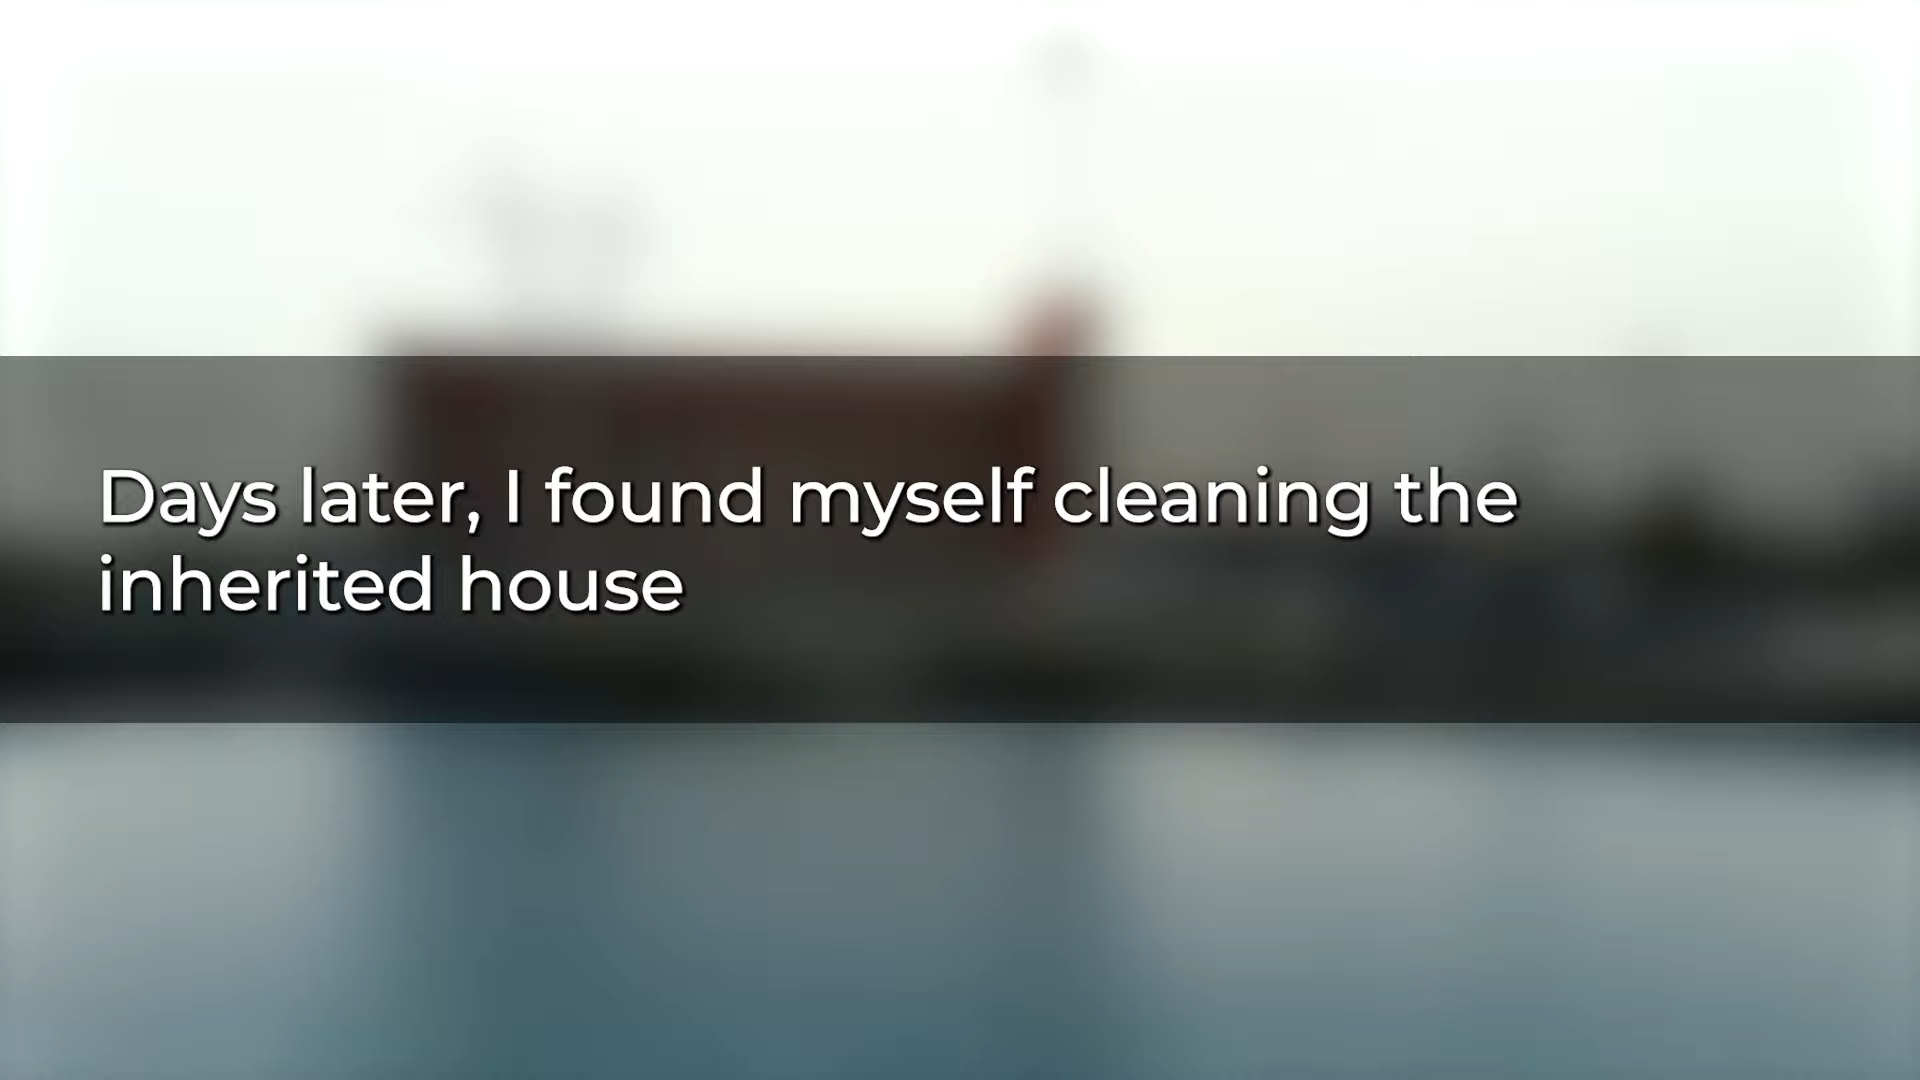 Days later, I found myself cleaning the
inherited house